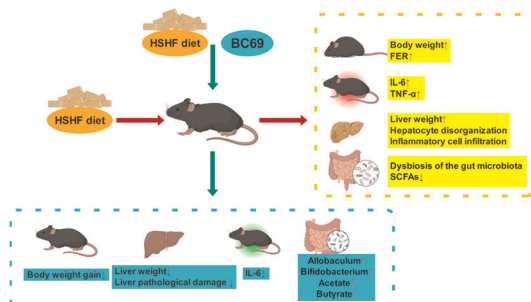 HSHF diet
BC69
HSHF diet
Body weight↑
FER↑
IL-6↑
TNF-α↑
Liver weight↑
Hepatocyte disorganization
Inflammatory cell infiltration
Dysbiosis of the gut microbiota
SCFAs↓
Body weight gain↓
Liver weight↓
Liver pathological damage ↓
IL-6↓
Allobaculum
Bifidobacterium↑
Acetate↑
Butyrate↑